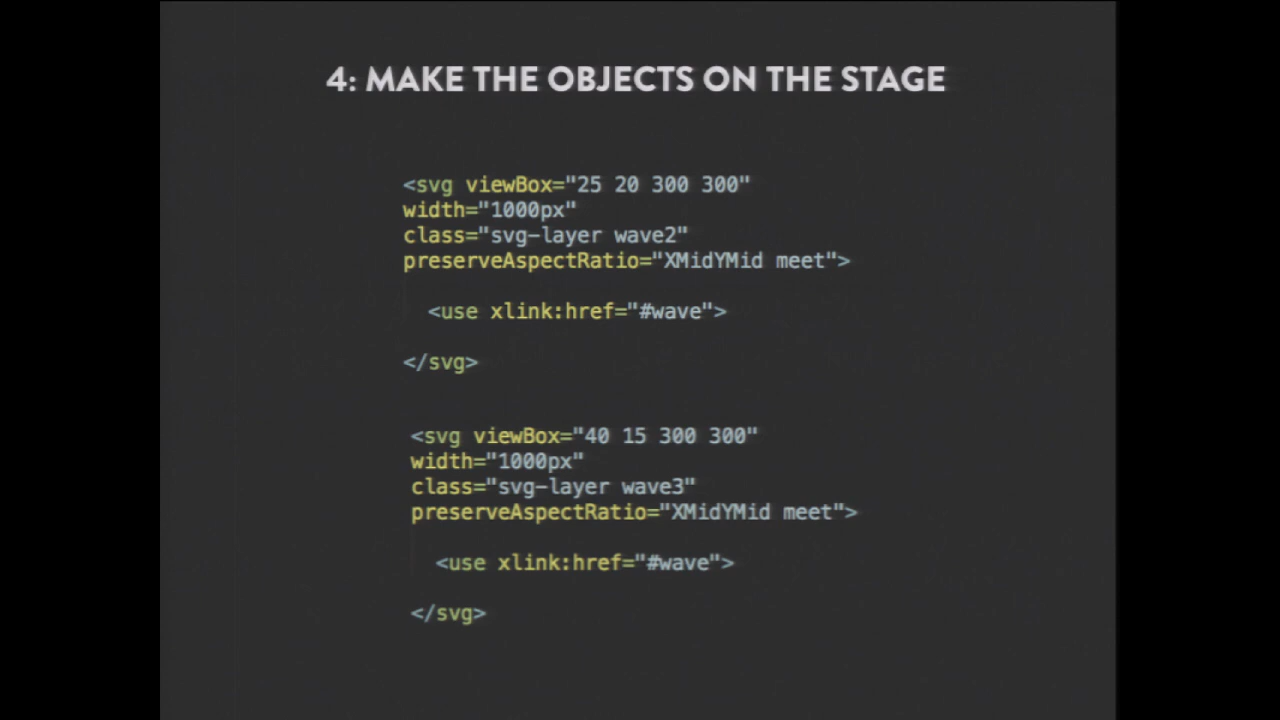 4: MAKE THE OBJECTS ON THE STAGE
<svg viewBox="25 20 300 300"
width="1000px"
class="svg-layer wave2"
preserveAspectRatio="XMidYMid meet">
<use xlink:href="#wave">
</svg>
<svg viewBox="40 15 300 300"
width="1000px"
class="svg-layer wave3"
preserveAspectRatio="XMidYMid meet">
<use xlink:href="#wave">
</svg>